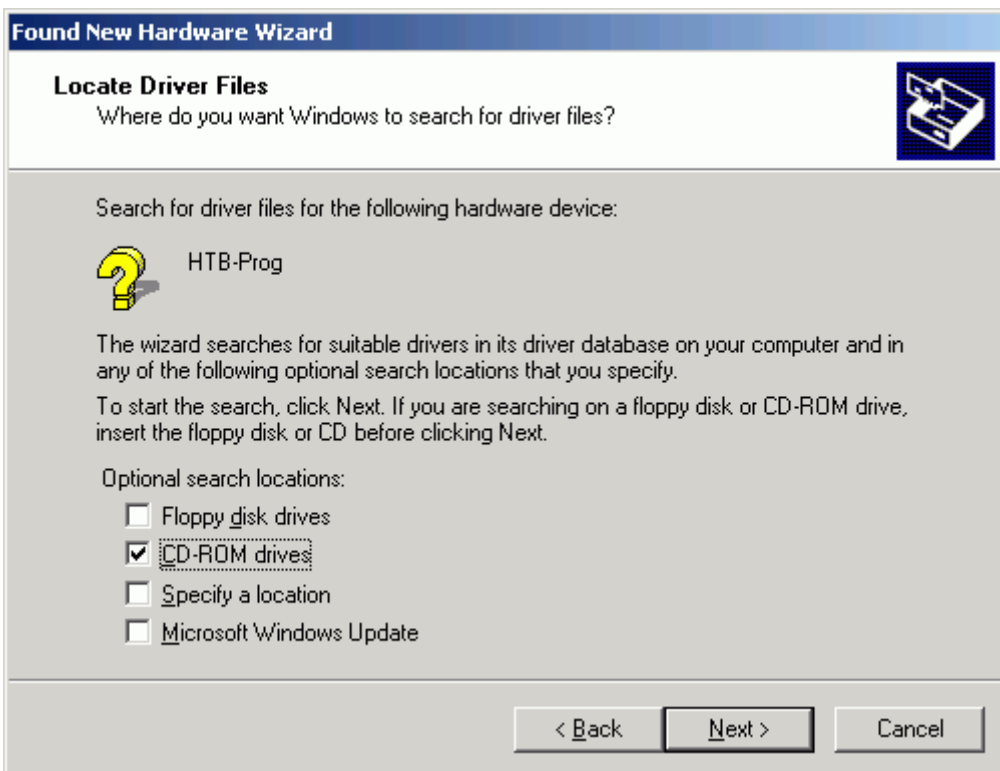 Found New Hardware Wizard
Locate Driver Files
Where do you want Windows to search for driver files?
Search for driver files for the following hardware device:
HTB-Prog
The wizard searches for suitable drivers in its driver database on your computer and in
any of the following optional search locations that you specify.
To start the search, click Next. If you are searching on a floppy disk or CD-ROM drive,
insert the floppy disk or CD before clicking Next.
Optional search locations:
Floppy disk drives
CD-ROM drives
Specify a location
Microsoft Windows Update
< Back Next > Cancel